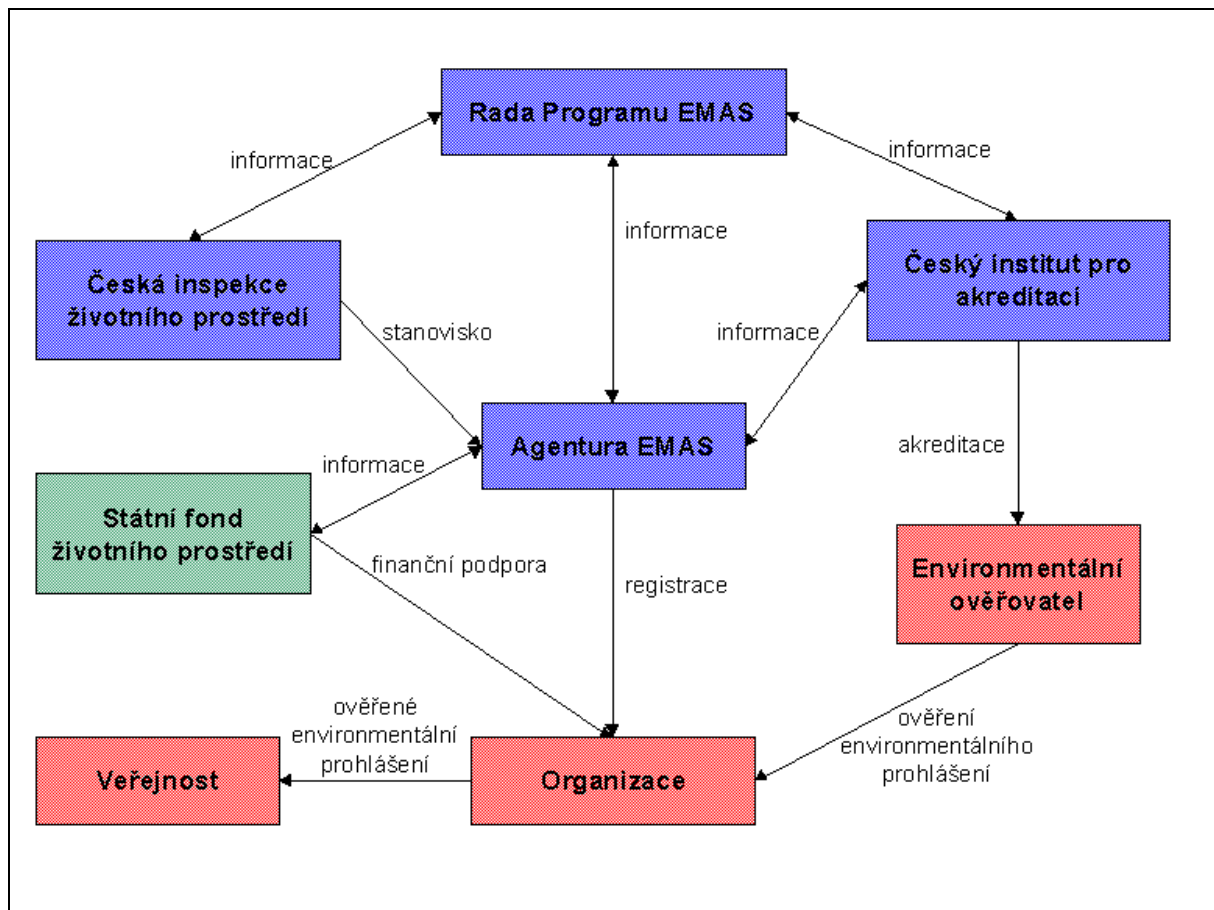 Rada Programu EMAS
informace
informace
informace
Česká inspekce
životního prostředí
Český institut pro
akreditaci
stanovisko
informace
Agentura EMAS
informace
akreditace
Státní fond
životního prostředí
finanční podpora
registrace
Environmentální
ověřovatel
ověřené
environmentální
prohlášení
ověření
environmentálního
prohlášení
Veřejnost
Organizace